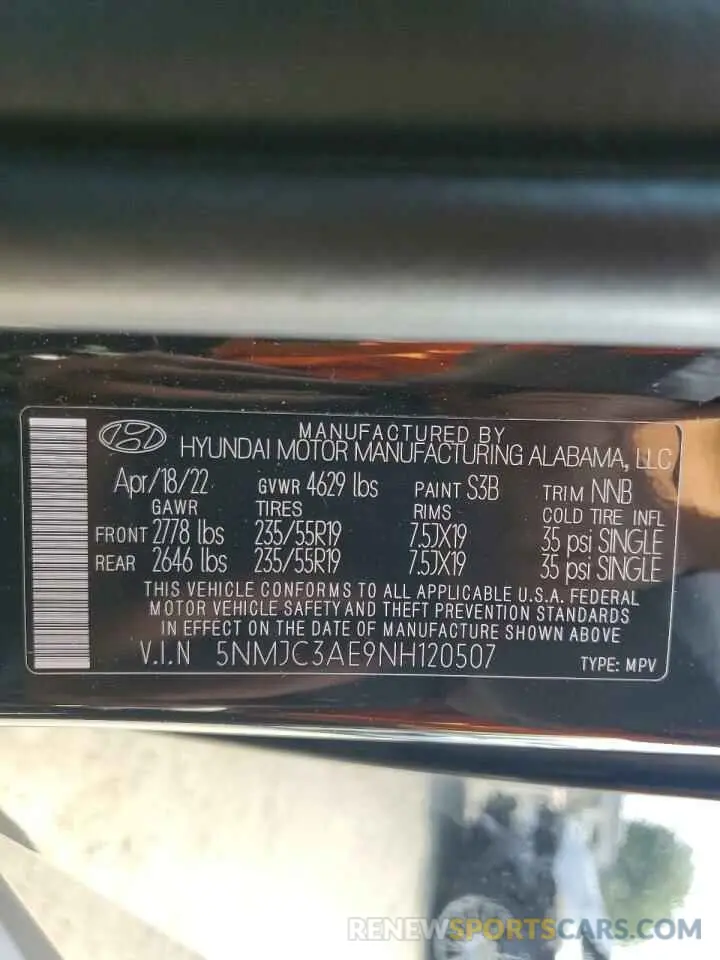 MANUFACTURED BY
HYUNDAI MOTOR MANUFACTURING ALABAMA, LLC
Apr/18/22 GVWR 4629 lbs PAINT S3B TRIM NNB
GAWR TIRES RIMS COLD TIRE INFL
FRONT 2778 lbs 235/55R19 7.5JX19 35 psi SINGLE
REAR 2646 lbs 235/55R19 7.5JX19 35 psi SINGLE
THIS VEHICLE CONFORMS TO ALL APPLICABLE U.S.A. FEDERAL
MOTOR VEHICLE SAFETY AND THEFT PREVENTION STANDARDS
IN EFFECT ON THE DATE OF MANUFACTURE SHOWN ABOVE
V.I.N 5NMJC3AE9NH120507 TYPE: MPV
RENEWSPORTSCARS.COM